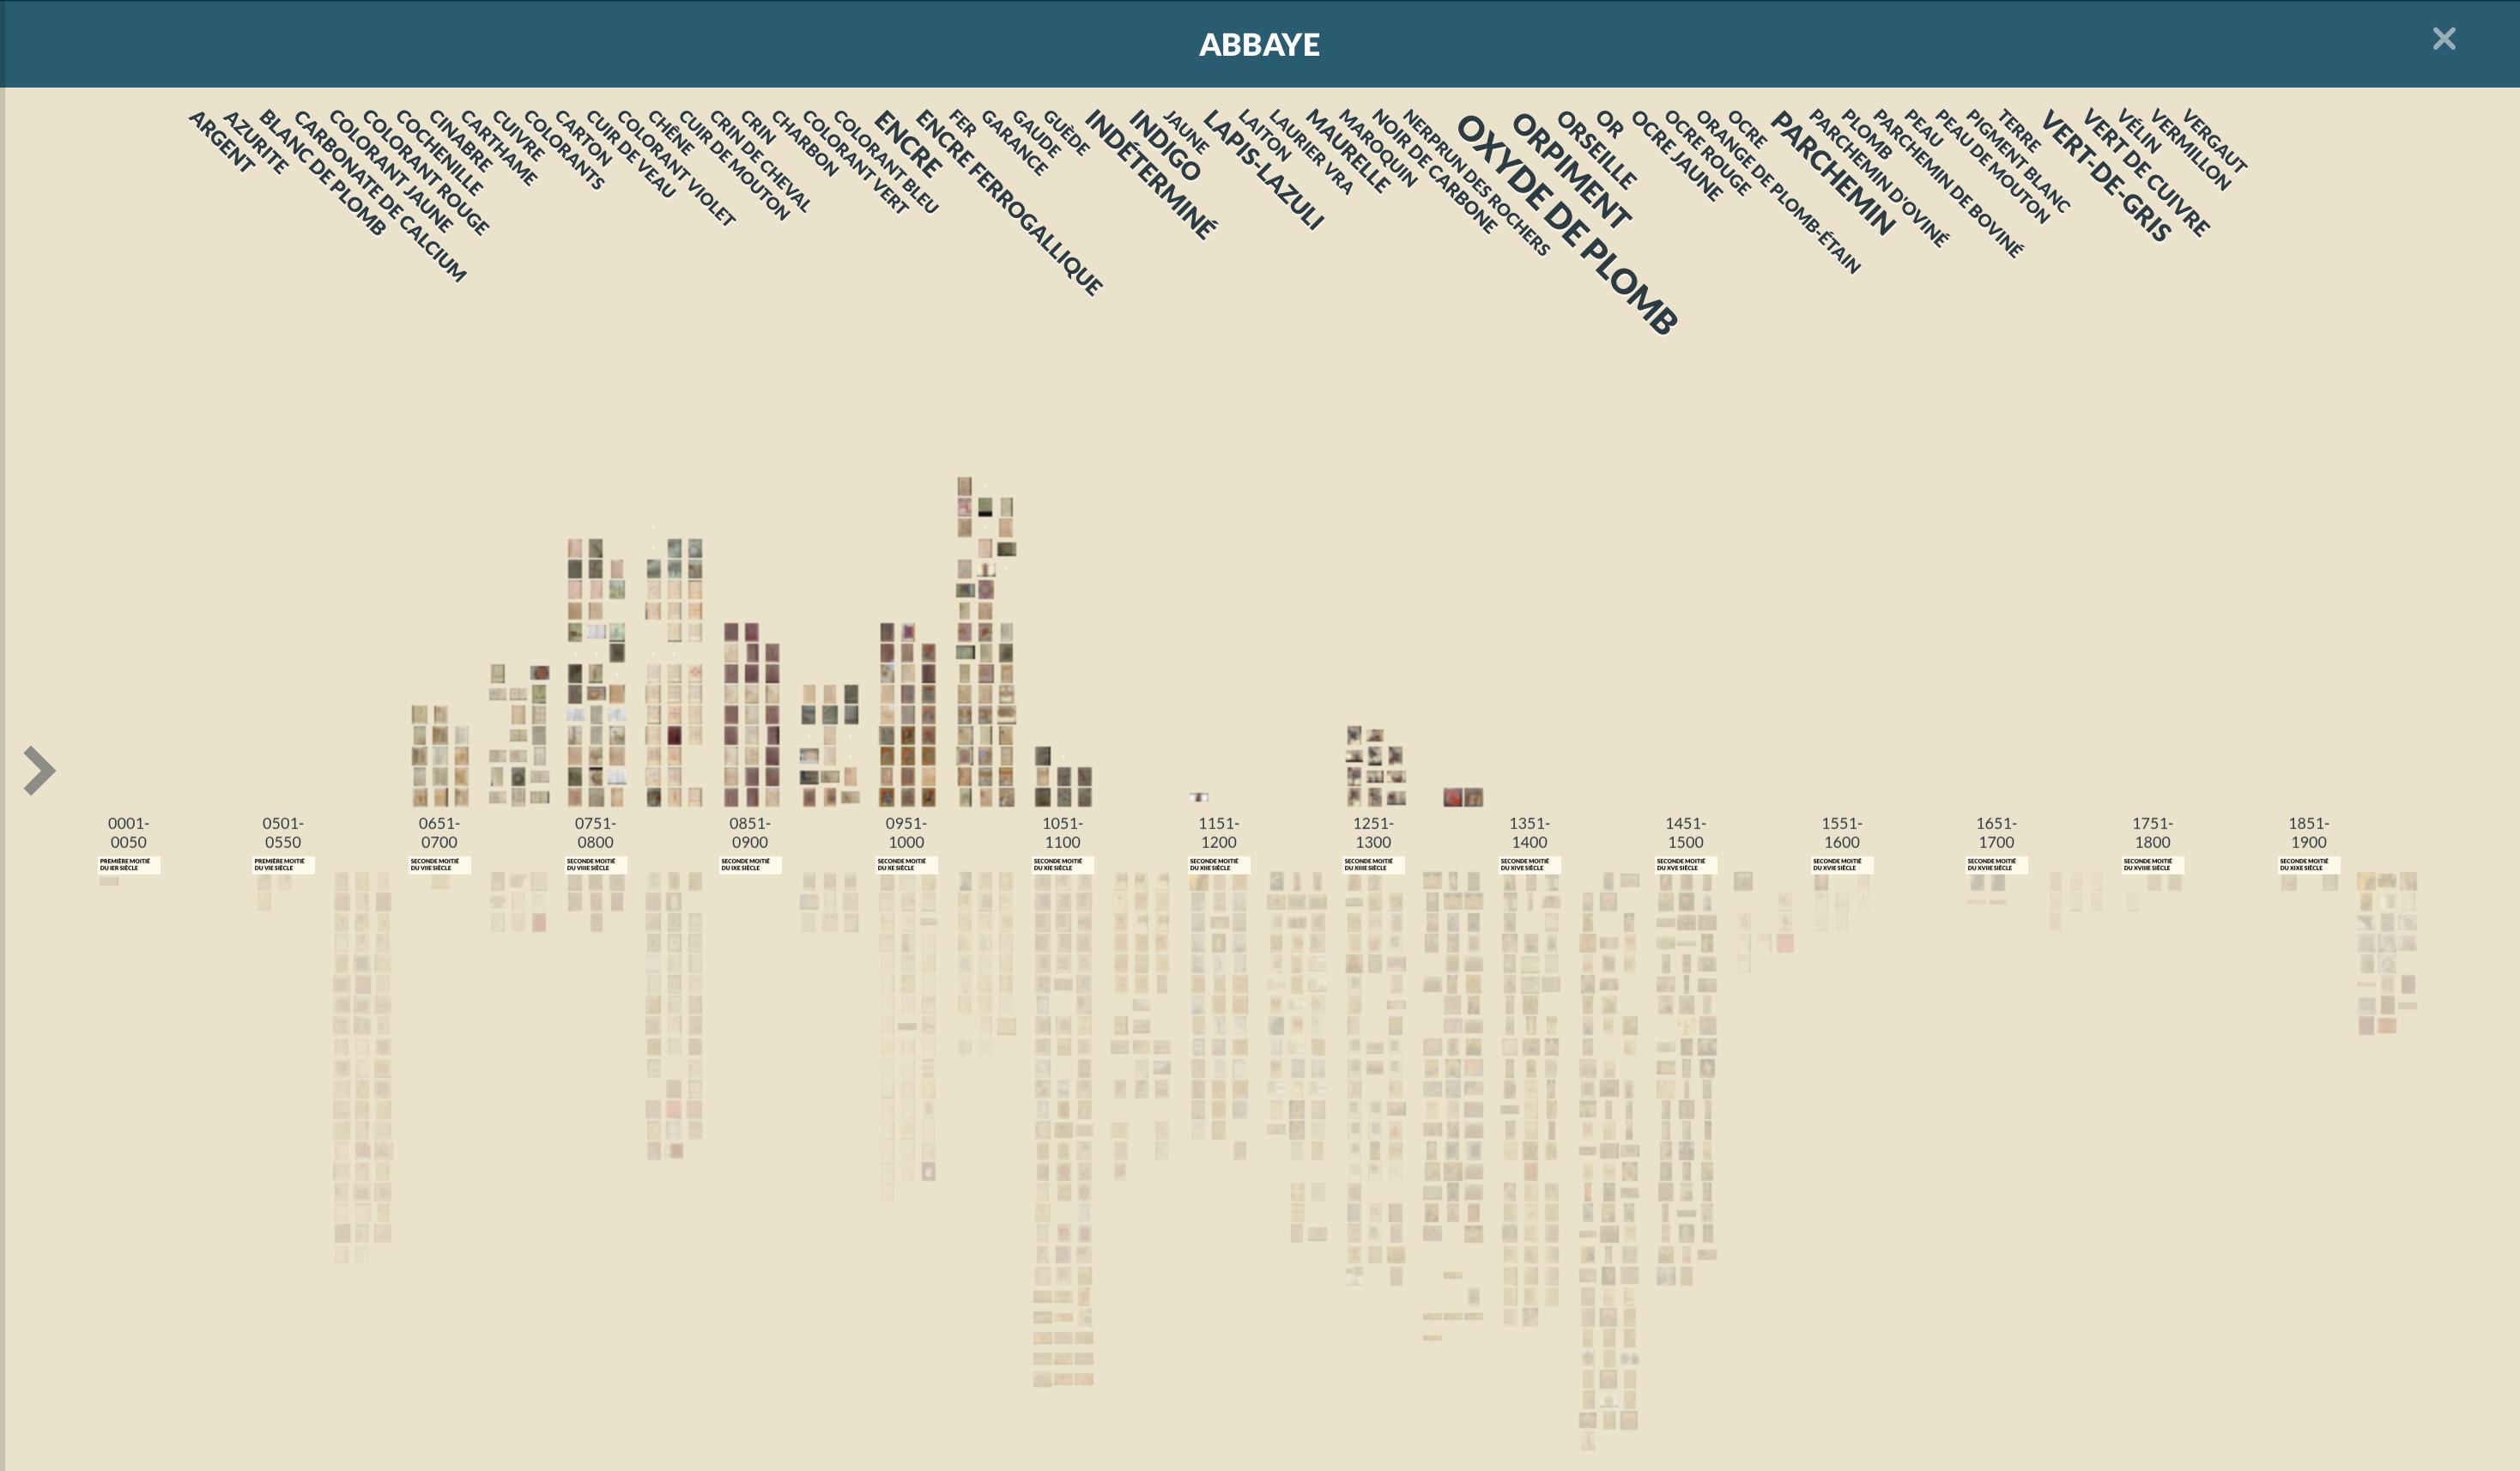 ABBAYE
ARGENT
AZURITE
BLANC DE PLOMB
CARBONATE DE CALCIUM
COLORANT JAUNE
COLORANT ROUGE
COCHENILLE
CINABRE
CARTHAME
CUIVRE
COLORANTS
CARTON
CUIR DE VEAU
COLORANT VIOLET
CHÊNE
CUIR DE MOUTON
CRIN DE CHEVAL
CRIN
CHARBON
COLORANT VERT
COLORANT BLEU
ENCRE
ENCRE FERROGALLIQUE
FER
GARANCE
GAUDE
GUÈDE
INDÉTERMINÉ
INDIGO
JAUNE
LAPIS-LAZULI
LAITON
LAURIER VRA
MAURELLE
MAROQUIN
NOIR DE CARBONE
NERPRUN DES ROCHERS
OXYDE DE PLOMB
ORPIMENT
ORSEILLE
OR
OCRE JAUNE
OCRE ROUGE
ORANGE DE PLOMB-ÉTAIN
OCRE
PARCHEMIN
PARCHEMIN D'OVINÉ
PLOMB
PARCHEMIN DE BOVINÉ
PEAU
PEAU DE MOUTON
PIGMENT BLANC
TERRE
VERT-DE-GRIS
VERT DE CUIVRE
VÉLIN
VERMILLON
VERGAUT
0001-
0050
PREMIÈRE MOITIÉ
DU IER SIÈCLE
0501-
0550
PREMIÈRE MOITIÉ
DU VIE SIÈCLE
0651-
0700
SECONDE MOITIÉ
DU VIIE SIÈCLE
0751-
0800
SECONDE MOITIÉ
DU VIIIE SIÈCLE
0851-
0900
SECONDE MOITIÉ
DU IXE SIÈCLE
0951-
1000
SECONDE MOITIÉ
DU XE SIÈCLE
1051-
1100
SECONDE MOITIÉ
DU XIE SIÈCLE
1151-
1200
SECONDE MOITIÉ
DU XIIE SIÈCLE
1251-
1300
SECONDE MOITIÉ
DU XIIIE SIÈCLE
1351-
1400
SECONDE MOITIÉ
DU XIVE SIÈCLE
1451-
1500
SECONDE MOITIÉ
DU XVE SIÈCLE
1551-
1600
SECONDE MOITIÉ
DU XVIE SIÈCLE
1651-
1700
SECONDE MOITIÉ
DU XVIIE SIÈCLE
1751-
1800
SECONDE MOITIÉ
DU XVIIIE SIÈCLE
1851-
1900
SECONDE MOITIÉ
DU XIXE SIÈCLE